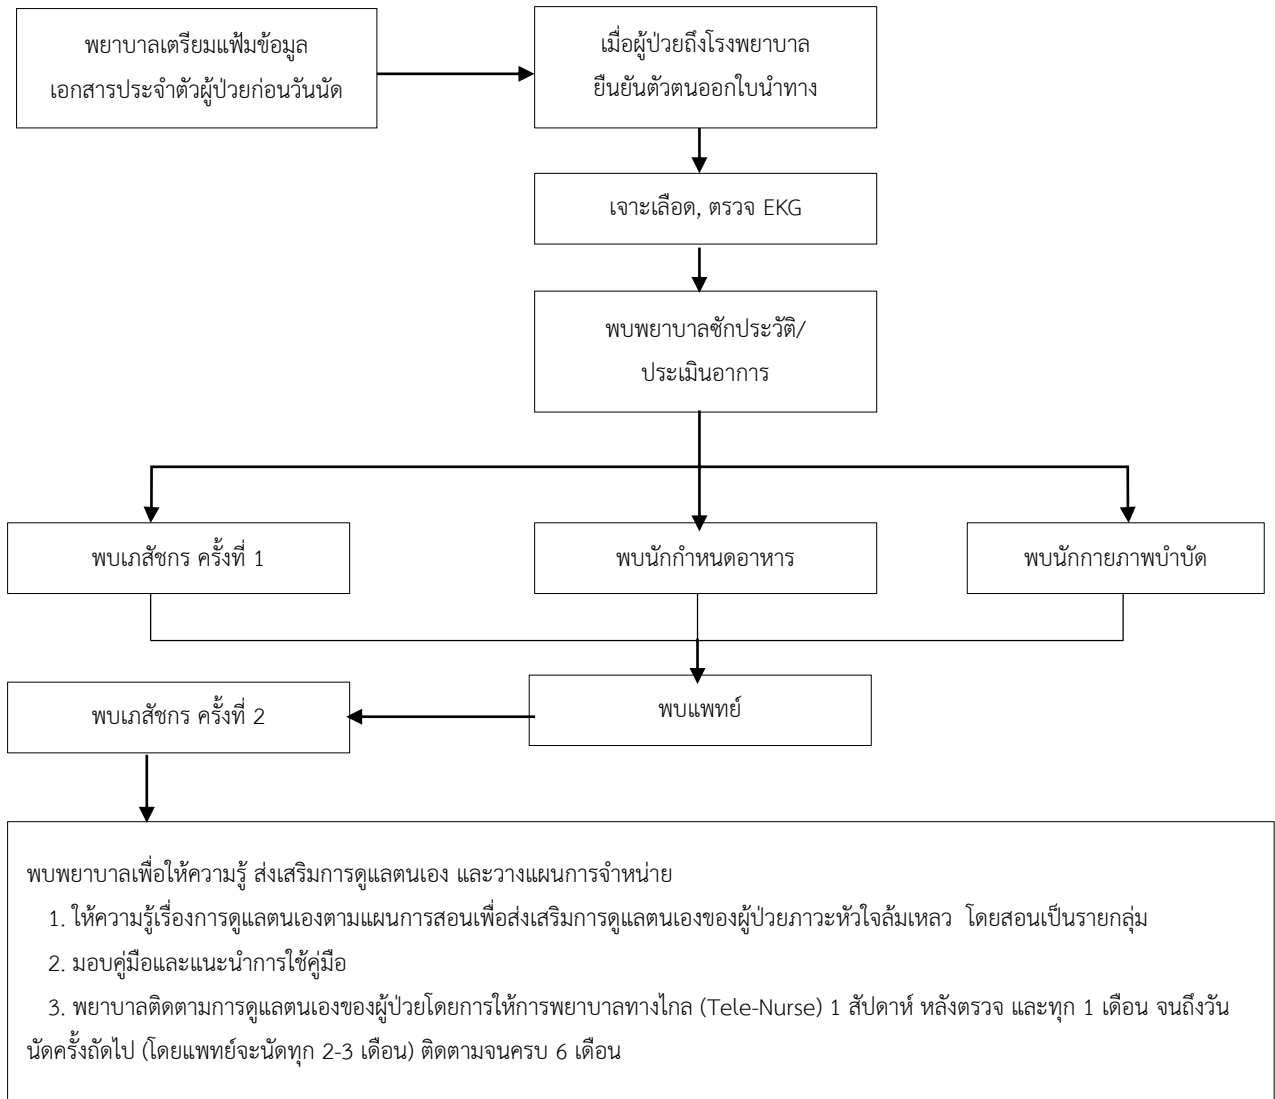 พยาบาลเตรียมแฟ้มข้อมูล
เอกสารประจำตัวผู้ป่วยก่อนวันนัด
เมื่อผู้ป่วยถึงโรงพยาบาล
ยืนยันตัวตนออกใบนำทาง
เจาะเลือด, ตรวจ EKG
พบพยาบาลซักประวัติ/
ประเมินอาการ
พบเภสัชกร ครั้งที่ 1
พบนักกำหนดอาหาร
พบนักกายภาพบำบัด
พบแพทย์
พบเภสัชกร ครั้งที่ 2
พบพยาบาลเพื่อให้ความรู้ ส่งเสริมการดูแลตนเอง และวางแผนการจำหน่าย
1. ให้ความรู้เรื่องการดูแลตนเองตามแผนการสอนเพื่อส่งเสริมการดูแลตนเองของผู้ป่วยภาวะหัวใจล้มเหลว โดยสอนเป็นรายกลุ่ม
2. มอบคู่มือและแนะนำการใช้คู่มือ
3. พยาบาลติดตามการดูแลตนเองของผู้ป่วยโดยการให้การพยาบาลทางไกล (Tele-Nurse) 1 สัปดาห์ หลังตรวจ และทุก 1 เดือน จนถึงวัน
นัดครั้งถัดไป (โดยแพทย์จะนัดทุก 2-3 เดือน) ติดตามจนครบ 6 เดือน